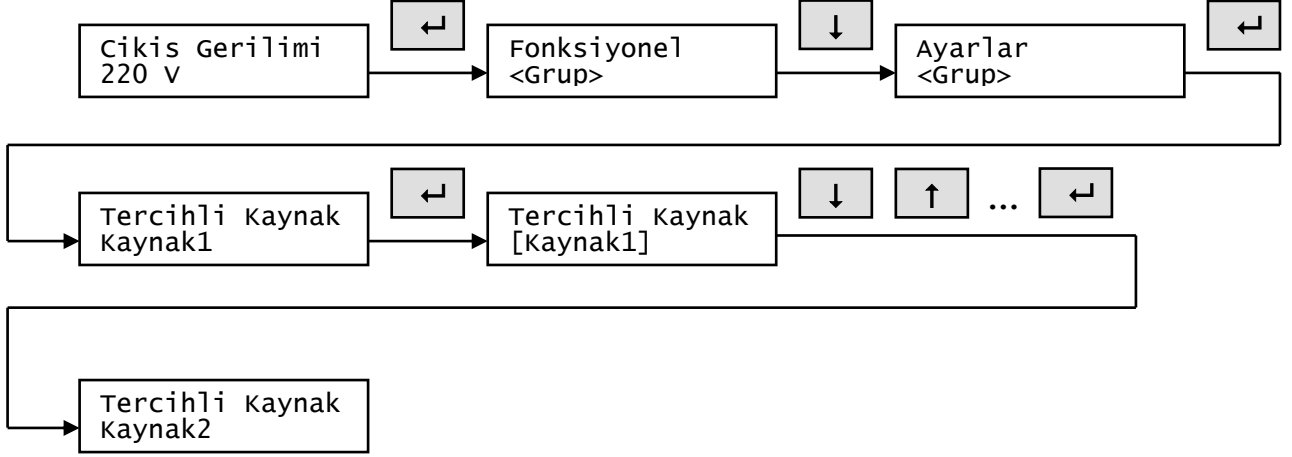 Cikis Gerilimi
220 V
↵
Fonksiyonel
<Grup>
↓
Ayarlar
<Grup>
↵
Tercihli Kaynak
Kaynak1
↵
Tercihli Kaynak
[Kaynak1]
↓ ↑ ... ↵
Tercihli Kaynak
Kaynak2